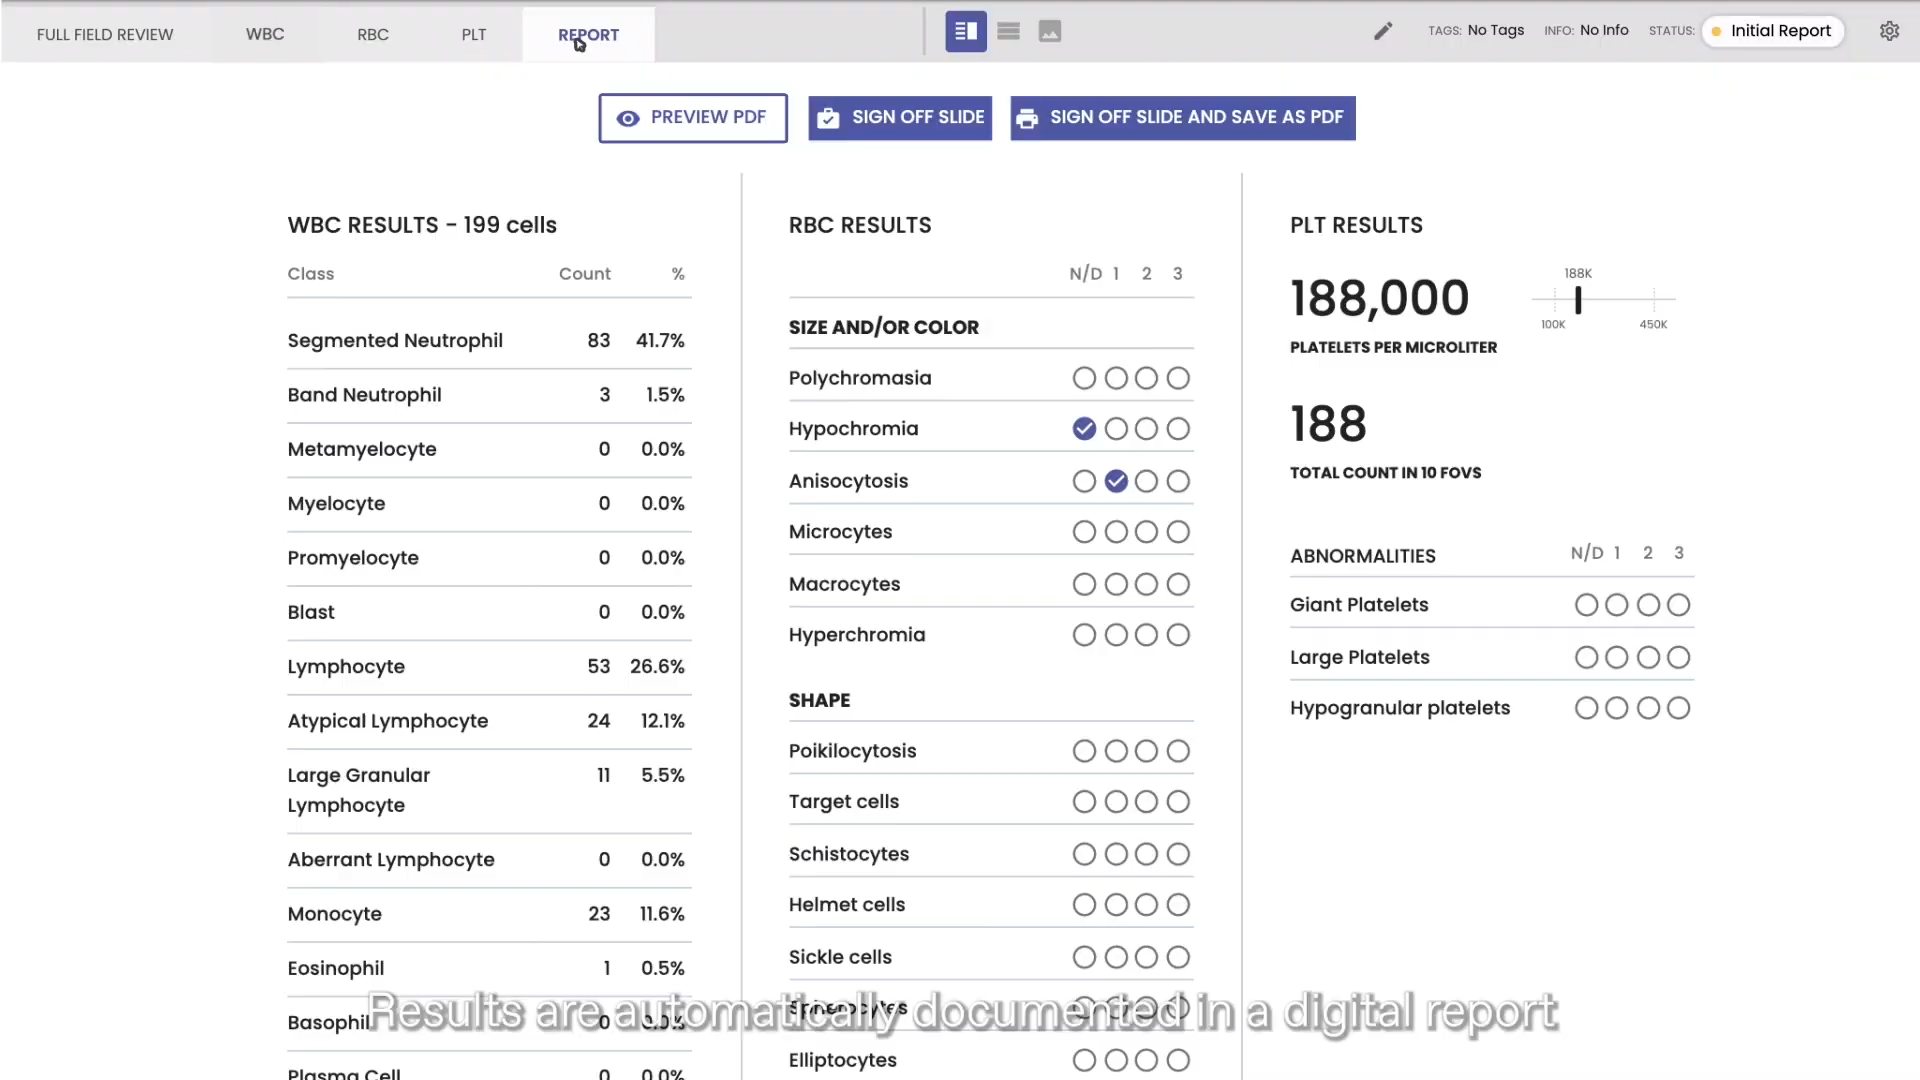 FULL FIELD REVIEW
WBC
RBC
PLT
REPORT
TAGS: No Tags
INFO: No Info
STATUS: Initial Report
PREVIEW PDF
SIGN OFF SLIDE
SIGN OFF SLIDE AND SAVE AS PDF
WBC RESULTS - 199 cells
Class Count %
Segmented Neutrophil 83 41.7%
Band Neutrophil 3 1.5%
Metamyelocyte 0 0.0%
Myelocyte 0 0.0%
Promyelocyte 0 0.0%
Blast 0 0.0%
Lymphocyte 53 26.6%
Atypical Lymphocyte 24 12.1%
Large Granular 11 5.5%
Lymphocyte
Aberrant Lymphocyte 0 0.0%
Monocyte 23 11.6%
Eosinophil 1 0.5%
Basophil 0 0.0%
Plasma Cell 0 0.0%
RBC RESULTS
N/D 1 2 3
SIZE AND/OR COLOR
Polychromasia
Hypochromia
Anisocytosis
Microcytes
Macrocytes
Hyperchromia
SHAPE
Poikilocytosis
Target cells
Schistocytes
Helmet cells
Sickle cells
Spherocytes
Elliptocytes
PLT RESULTS
188,000
PLATELETS PER MICROLITER
188K
100K 450K
188
TOTAL COUNT IN 10 FOVS
ABNORMALITIES N/D 1 2 3
Giant Platelets
Large Platelets
Hypogranular platelets
Results are automatically documented in a digital report